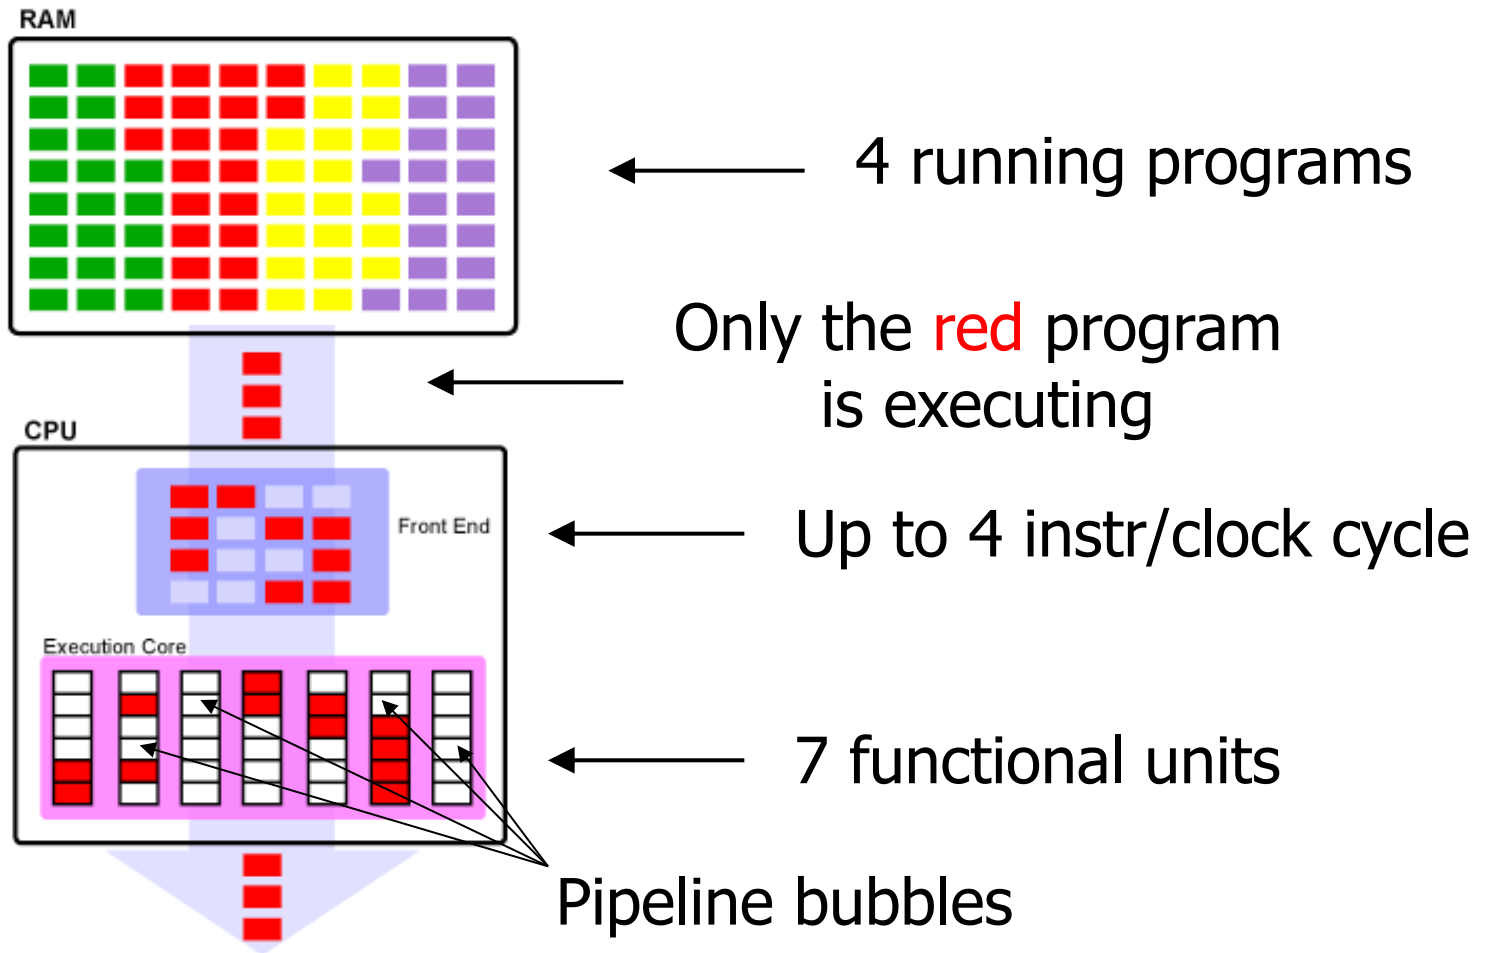 RAM
4 running programs
Only the red program
is executing
CPU
Front End
Up to 4 instr/clock cycle
Execution Core
7 functional units
Pipeline bubbles